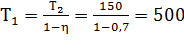 T₁ = T₂/(1−η) = 150/(1−0,7) = 500